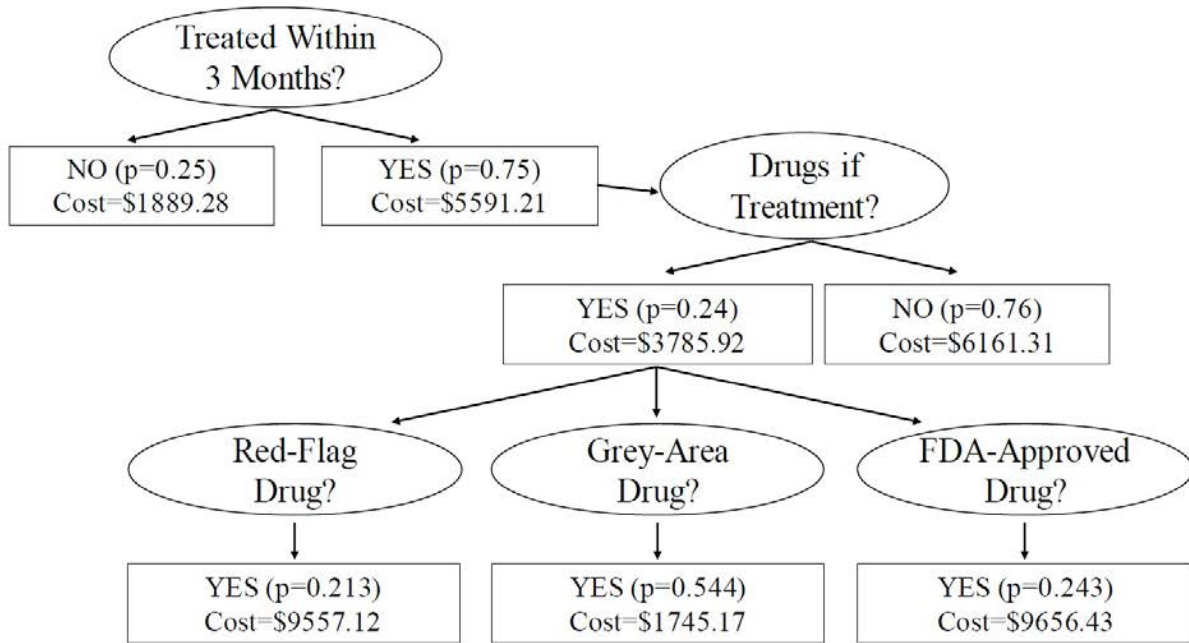 Treated Within
3 Months?
NO (p=0.25)
Cost=$1889.28
YES (p=0.75)
Cost=$5591.21
Drugs if
Treatment?
YES (p=0.24)
Cost=$3785.92
NO (p=0.76)
Cost=$6161.31
Red-Flag
Drug?
Grey-Area
Drug?
FDA-Approved
Drug?
YES (p=0.213)
Cost=$9557.12
YES (p=0.544)
Cost=$1745.17
YES (p=0.243)
Cost=$9656.43